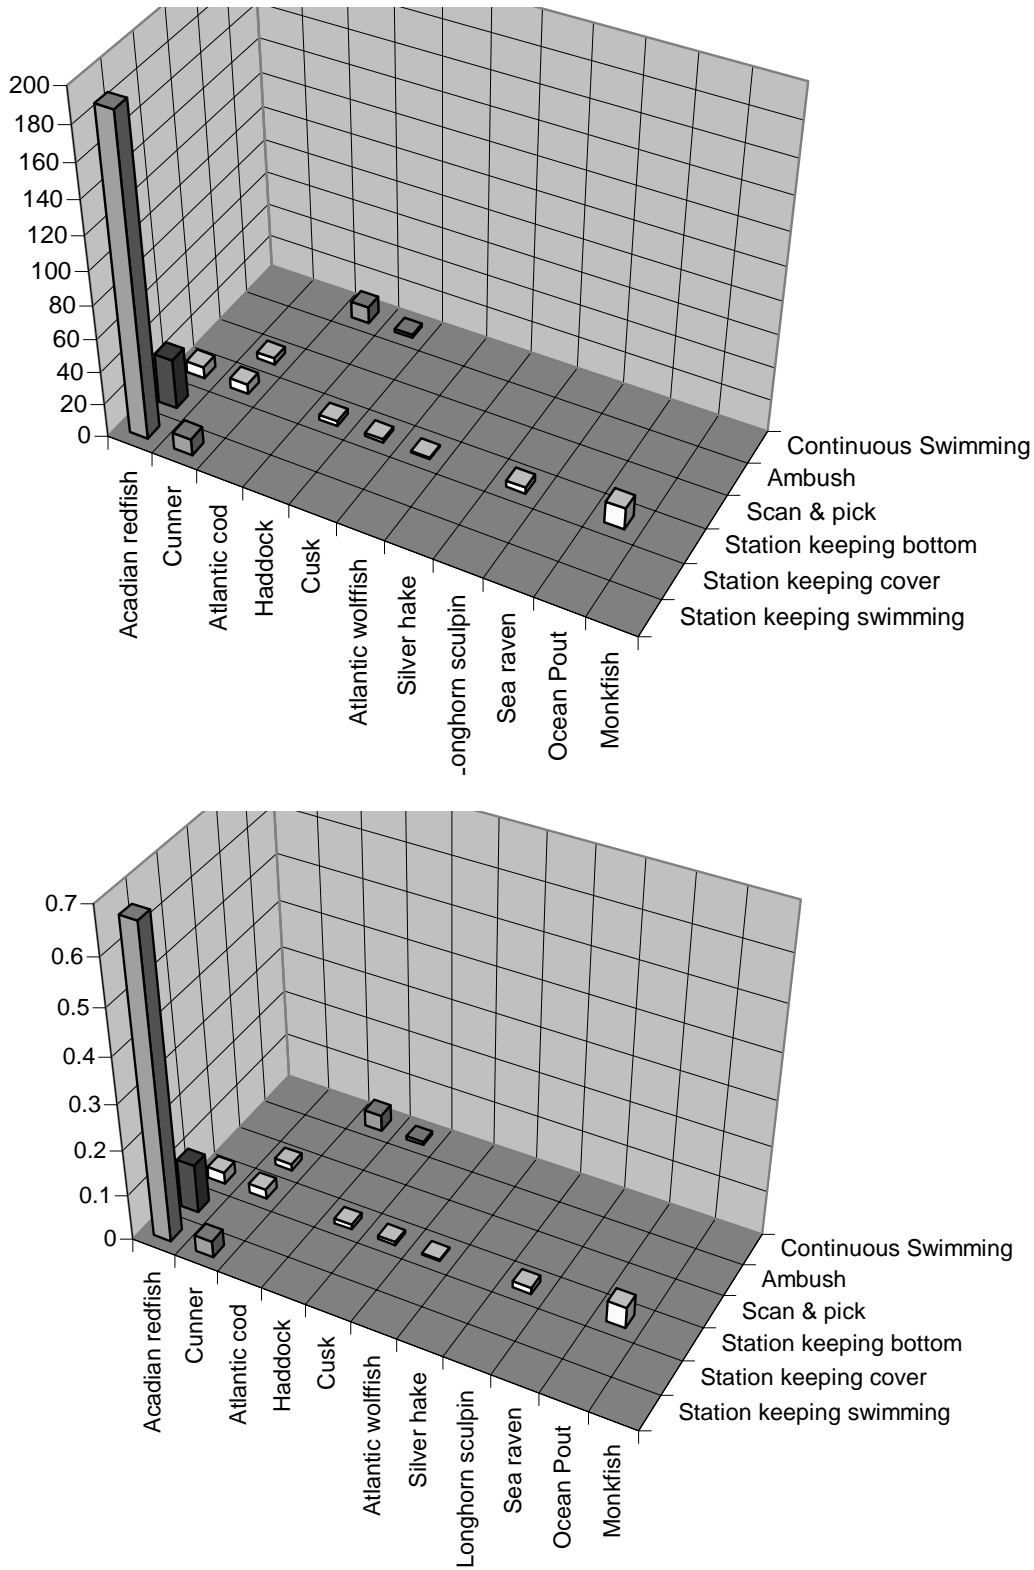 200
180
160
140
120
100
80
60
40
20
0
Acadian redfish
Cunner
Atlantic cod
Haddock
Cusk
Atlantic wolffish
Silver hake
Longhorn sculpin
Sea raven
Ocean Pout
Monkfish
Continuous Swimming
Ambush
Scan & pick
Station keeping bottom
Station keeping cover
Station keeping swimming
0.7
0.6
0.5
0.4
0.3
0.2
0.1
0
Acadian redfish
Cunner
Atlantic cod
Haddock
Cusk
Atlantic wolffish
Silver hake
Longhorn sculpin
Sea raven
Ocean Pout
Monkfish
Continuous Swimming
Ambush
Scan & pick
Station keeping bottom
Station keeping cover
Station keeping swimming